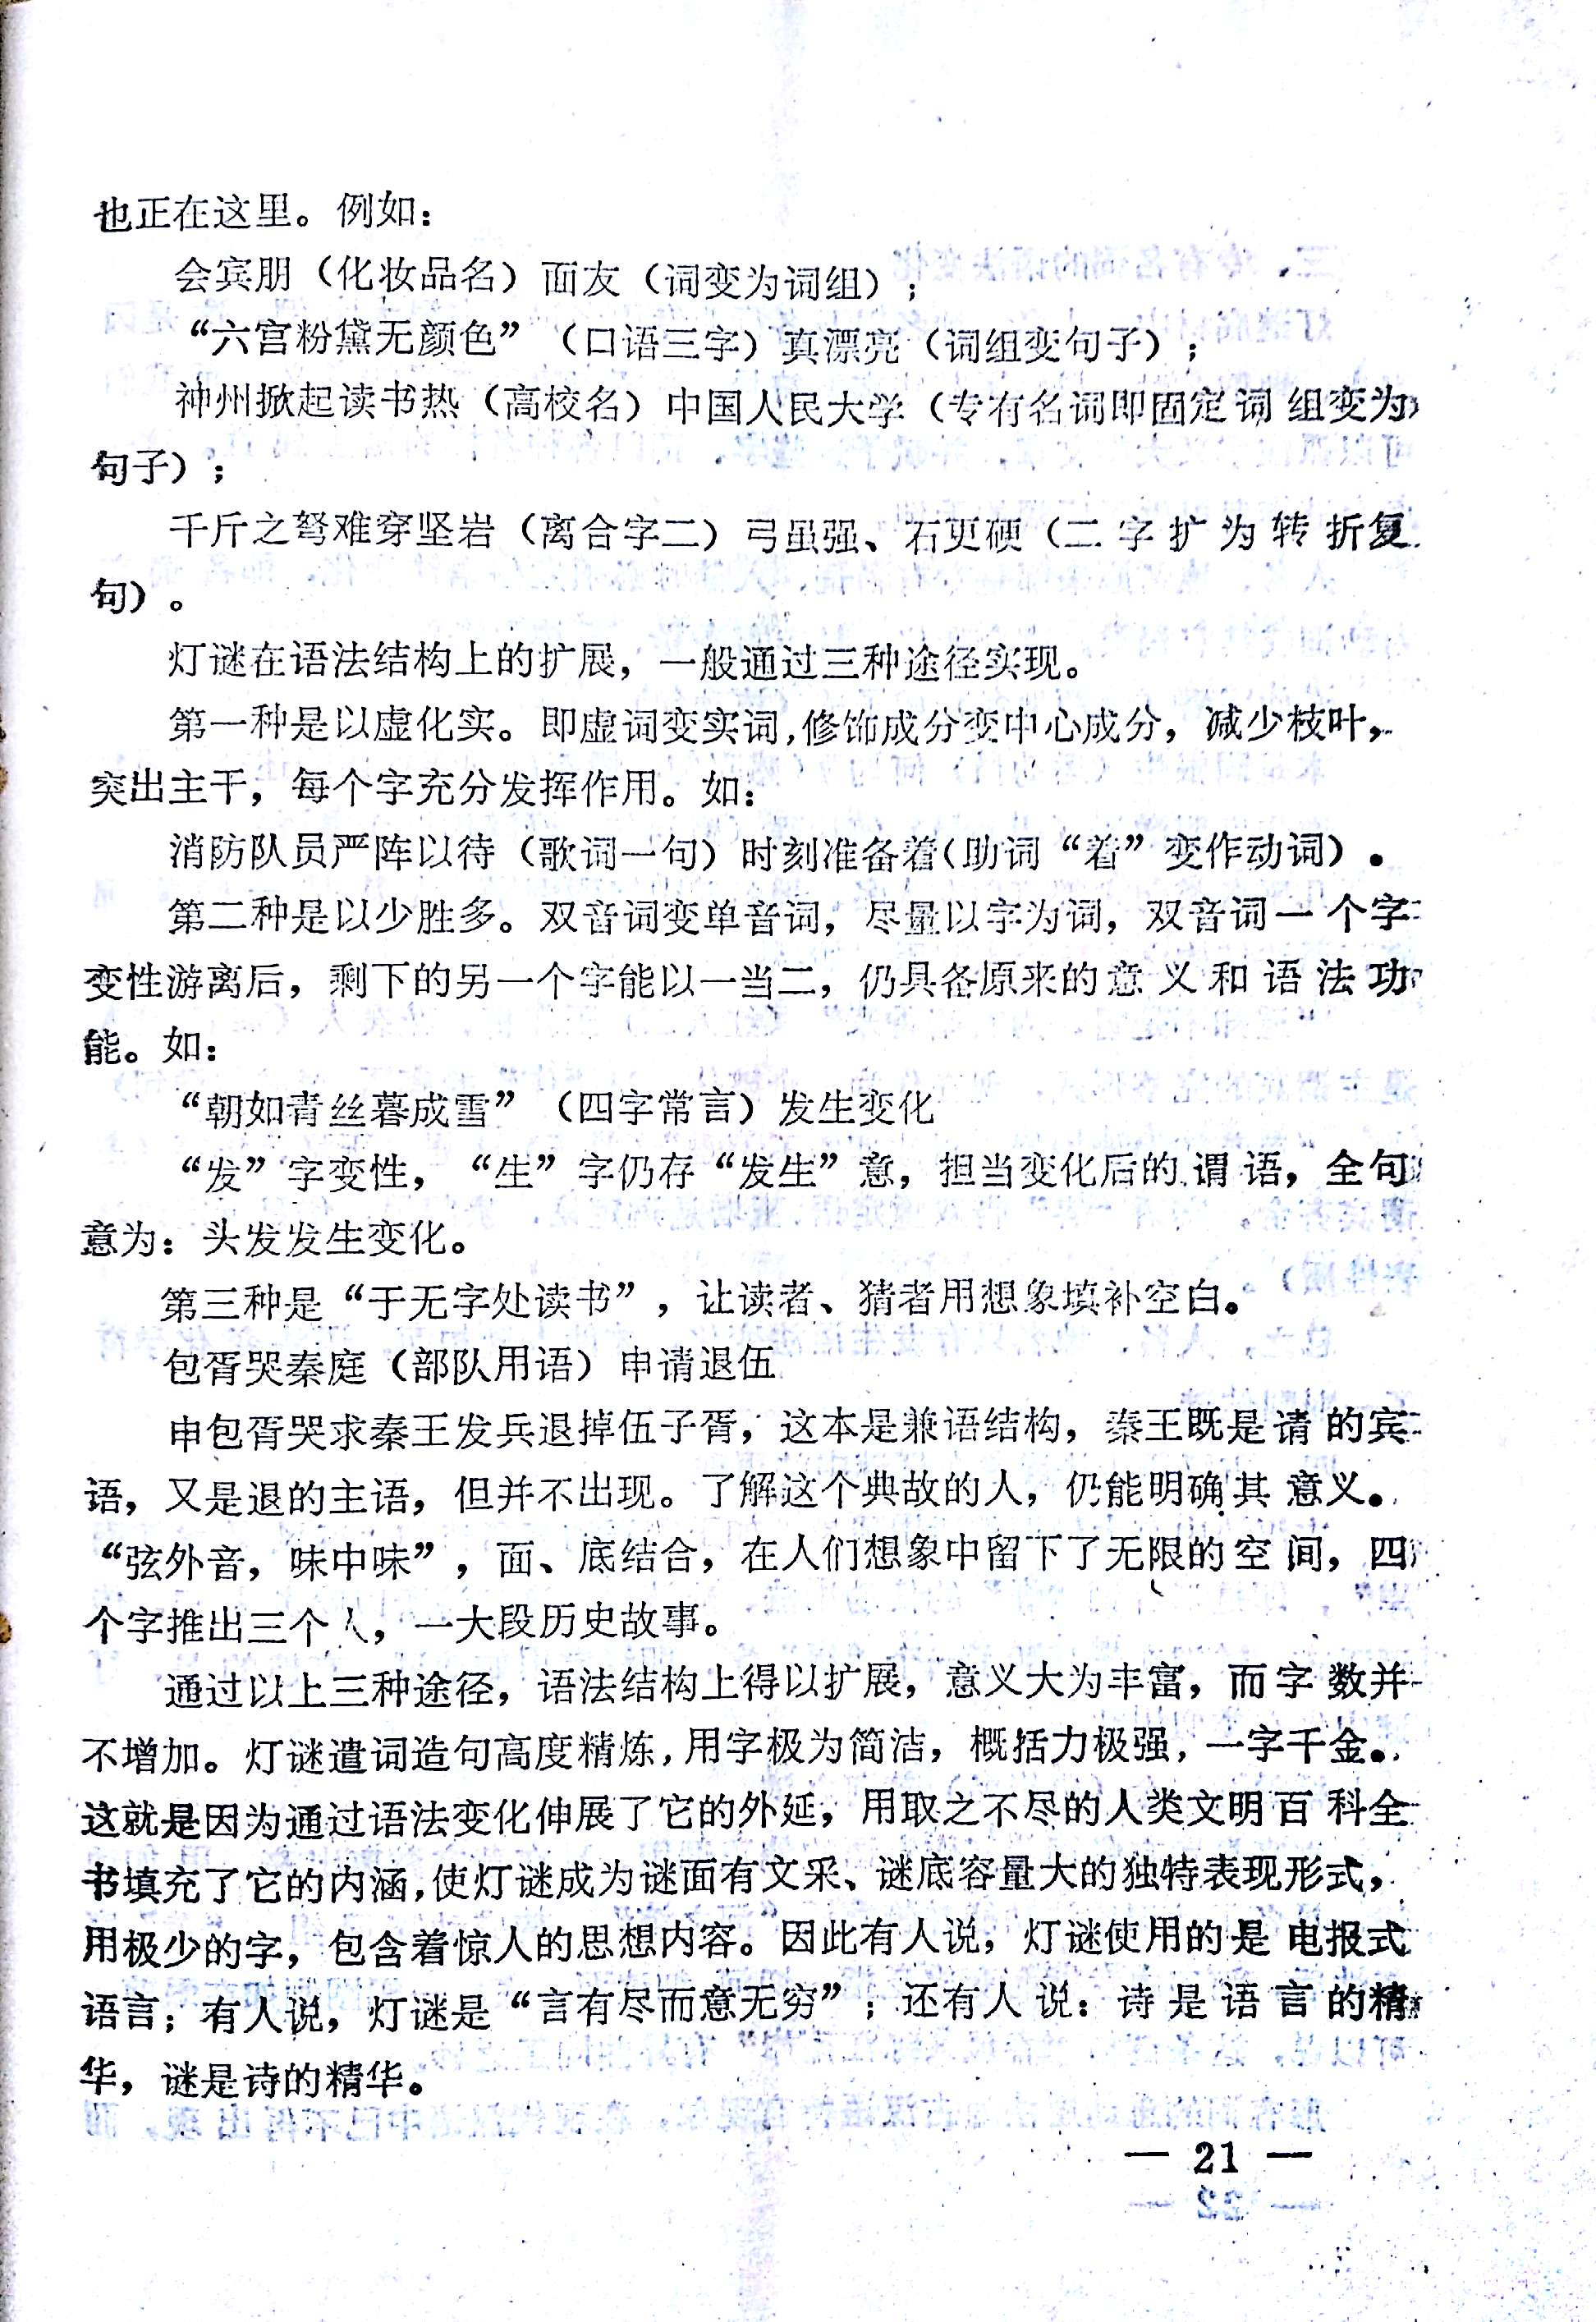 也正在这里。例如：
会宾朋（化妆品名）面友（词变为词组）；
“六宫粉黛无颜色”（口语三字）真漂亮（词组变句子）；
神州掀起读书热（高校名）中国人民大学（专有名词即固定词组变为
句子）；
千斤之弩难穿坚岩（离合字二）弓虽强、石更硬（二字扩为转折复
句）。
灯谜在语法结构上的扩展，一般通过三种途径实现。
第一种是以虚化实。即虚词变实词，修饰成分变中心成分，减少枝叶，
突出主干，每个字充分发挥作用。如：
消防队员严阵以待（歌词一句）时刻准备着（助词“着”变作动词）。
第二种是以少胜多。双音词变单音词，尽量以字为词，双音词一个字
变性游离后，剩下的另一个字能以一当二，仍具备原来的意义和语法功
能。如：
“朝如青丝暮成雪”（四字常言）发生变化
“发”字变性，“生”字仍存“发生”意，担当变化后的谓语，全句
意为：头发发生变化。
第三种是“于无字处读书”，让读者、猜者用想象填补空白。
包胥哭秦庭（部队用语）申请退伍
申包胥哭求秦王发兵退掉伍子胥，这本是兼语结构，秦王既是请的宾
语，又是退的主语，但并不出现。了解这个典故的人，仍能明确其意义。
“弦外音，味中味”，面、底结合，在人们想象中留下了无限的空间，四
个字推出三个人，一大段历史故事。
通过以上三种途径，语法结构上得以扩展，意义大为丰富，而字数并
不增加。灯谜遣词造句高度精炼，用字极为简洁，概括力极强，一字千金。
这就是因为通过语法变化伸展了它的外延，用取之不尽的人类文明百科全
书填充了它的内涵，使灯谜成为谜面有文采、谜底容量大的独特表现形式，
用极少的字，包含着惊人的思想内容。因此有人说，灯谜使用的是电报式
语言；有人说，灯谜是“言有尽而意无穷”；还有人说：诗是语言的精
华，谜是诗的精华。
— 21 —